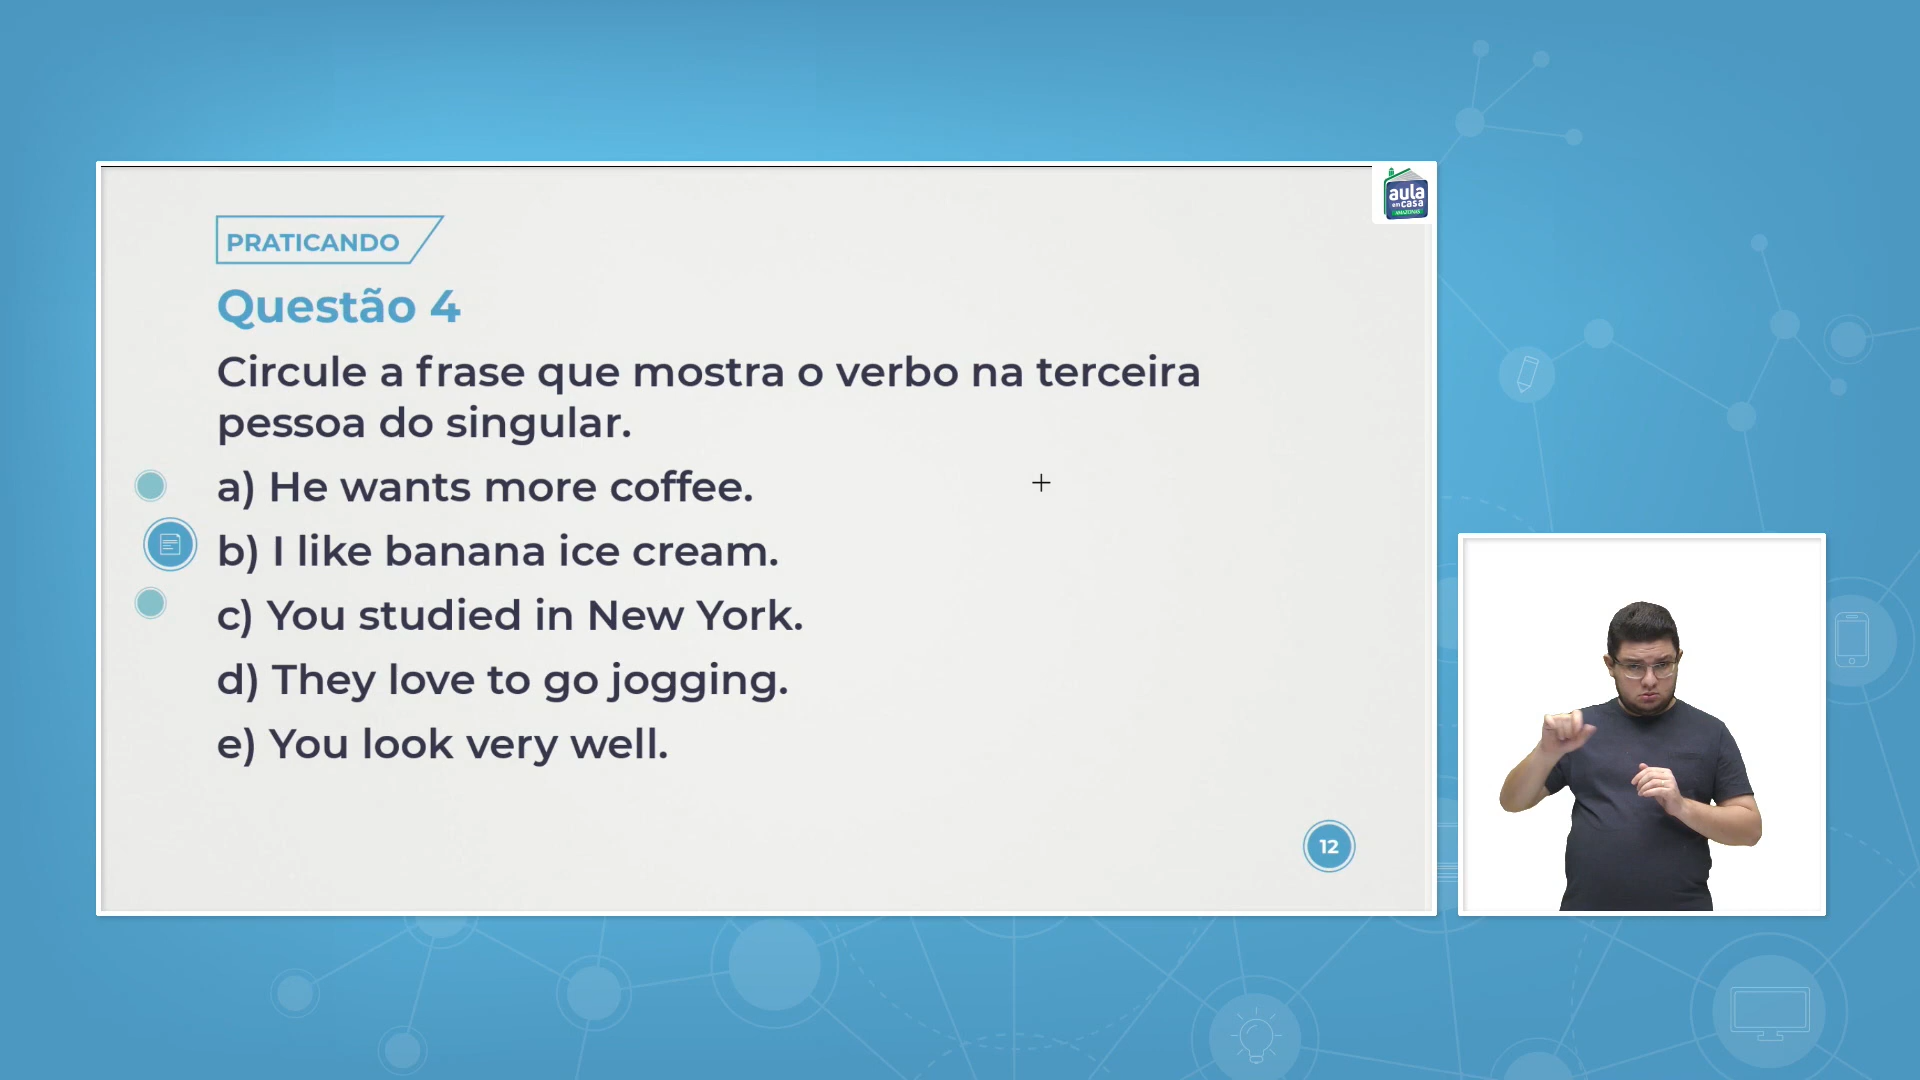 aula
em casa
AMAZONAS
PRATICANDO
Questão 4
Circule a frase que mostra o verbo na terceira
pessoa do singular.
a) He wants more coffee.
b) I like banana ice cream.
c) You studied in New York.
d) They love to go jogging.
e) You look very well.
12